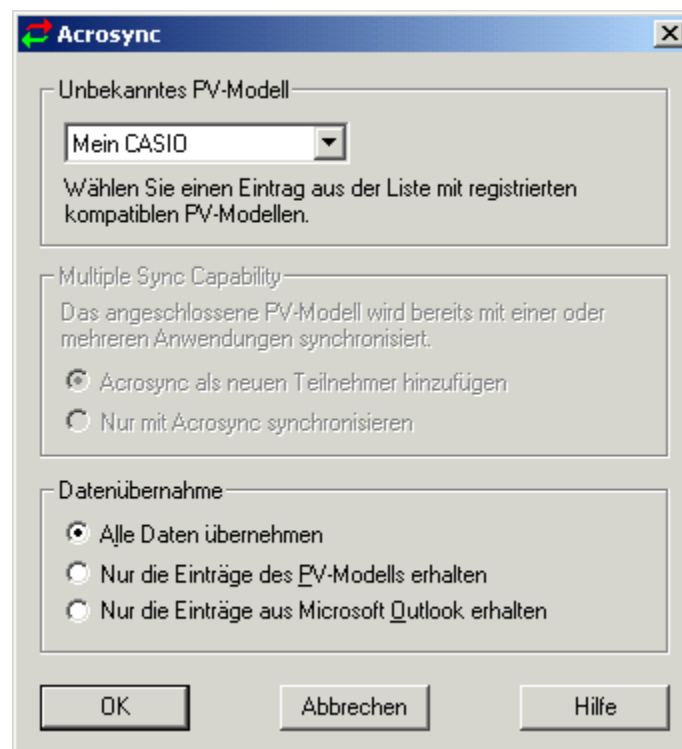 Acrosync
Unbekanntes PV-Modell
Mein CASIO
Wählen Sie einen Eintrag aus der Liste mit registrierten
kompatiblen PV-Modellen.
Multiple Sync Capability
Das angeschlossene PV-Modell wird bereits mit einer oder
mehreren Anwendungen synchronisiert.
Acrosync als neuen Teilnehmer hinzufügen
Nur mit Acrosync synchronisieren
Datenübernahme
Alle Daten übernehmen
Nur die Einträge des PV-Modells erhalten
Nur die Einträge aus Microsoft Outlook erhalten
OK Abbrechen Hilfe